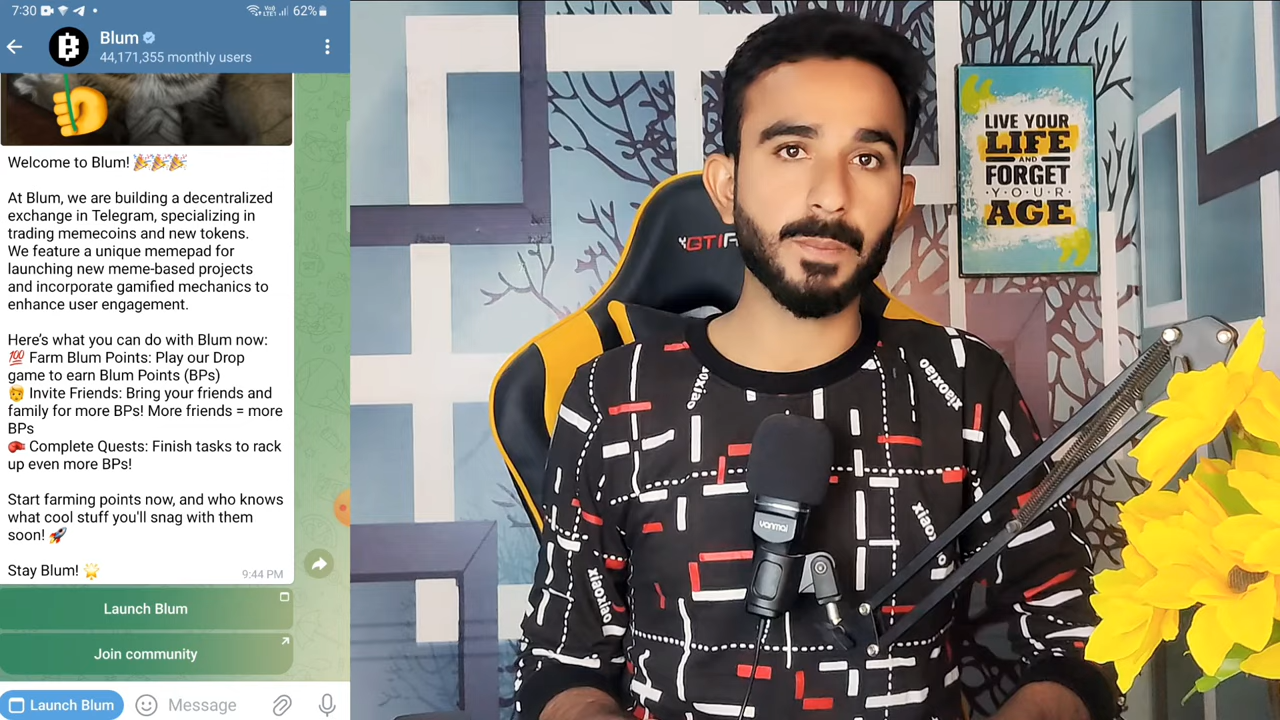 7:30
62%
Blum
44,171,355 monthly users
Welcome to Blum! 🎉🎉🎉
At Blum, we are building a decentralized
exchange in Telegram, specializing in
trading memecoins and new tokens.
We feature a unique memepad for
launching new meme-based projects
and incorporate gamified mechanics to
enhance user engagement.
Here's what you can do with Blum now:
💯 Farm Blum Points: Play our Drop
game to earn Blum Points (BPs)
🙋 Invite Friends: Bring your friends and
family for more BPs! More friends = more
BPs
🥊 Complete Quests: Finish tasks to rack
up even more BPs!
Start farming points now, and who knows
what cool stuff you'll snag with them
soon! 🚀
Stay Blum! 🌟
9:44 PM
Launch Blum
Join community
Launch Blum
Message
LIVE YOUR
LIFE
AND
FORGET
·Y·O·U·R·
AGE
xiaoxiao
xiaoxiao
vanmai